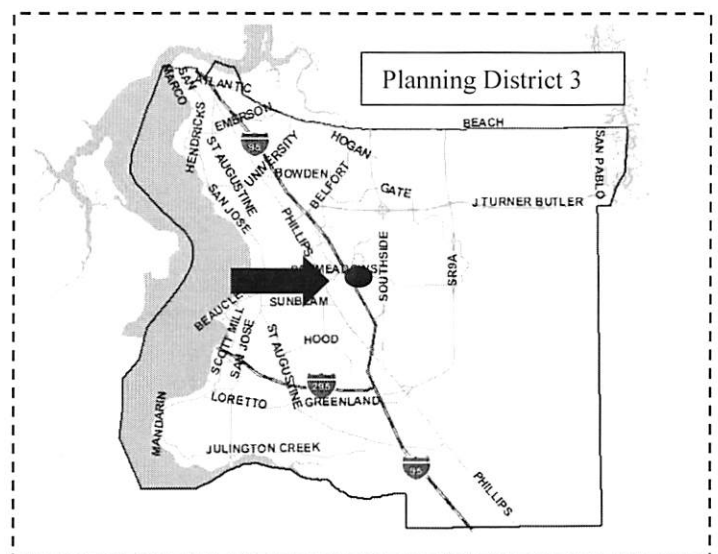 Planning District 3
ATLANTIC
SAN
MARCO
EMERSON
BEACH
HENDRICKS
95
HOGAN
UNIVERSITY
ST AUGUSTINE
BOWDEN
BELFORT
GATE
SAN PABLO
SAN JOSE
PHILLIPS
J TURNER BUTLER
SOUTHSIDE
SR9A
SUNBEAM
SCOTT MILL
SAN JOSE
ST AUGUSTINE
HOOD
295
LORETTO
GREENLAND
MANDARIN
JULINGTON CREEK
95
PHILLIPS